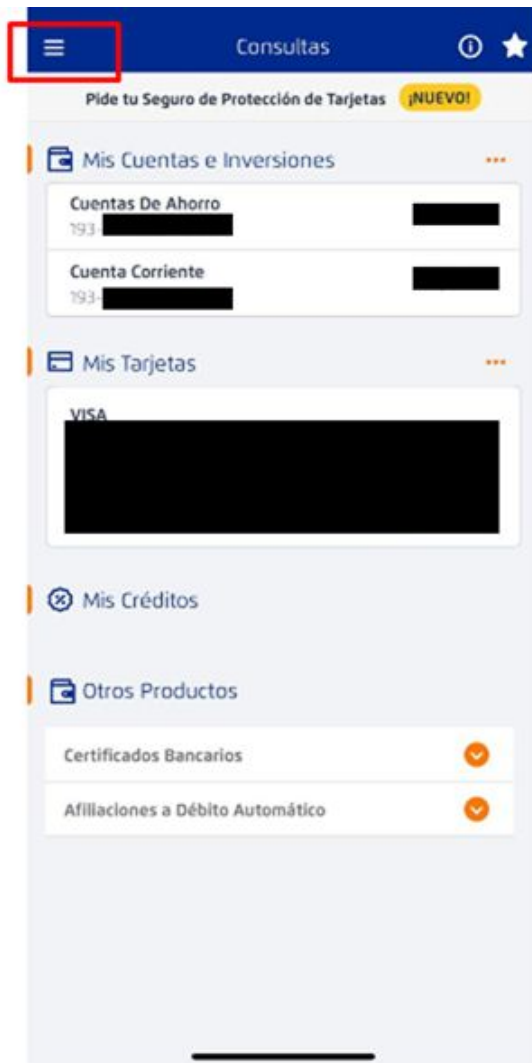 Consultas
Pide tu Seguro de Protección de Tarjetas ¡NUEVO!
Mis Cuentas e Inversiones
Cuentas De Ahorro
193-
Cuenta Corriente
193-
Mis Tarjetas
VISA
Mis Créditos
Otros Productos
Certificados Bancarios
Afiliaciones a Débito Automático